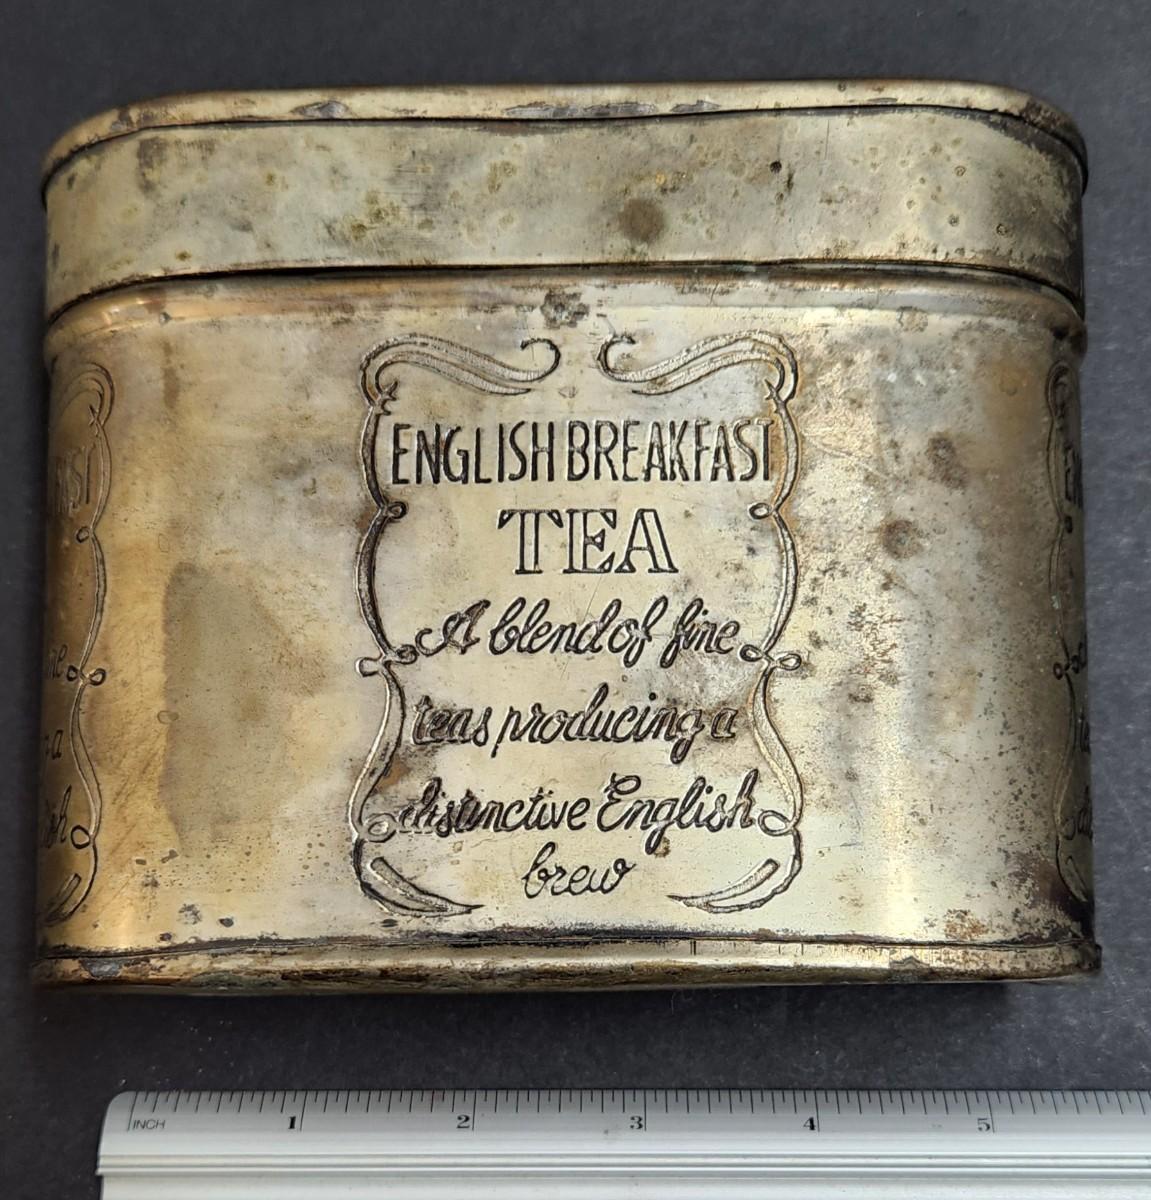 ENGLISH BREAKFAST
TEA
A blend of fine
teas producing a
distinctive English
brew
INCH 1 2 3 4 5